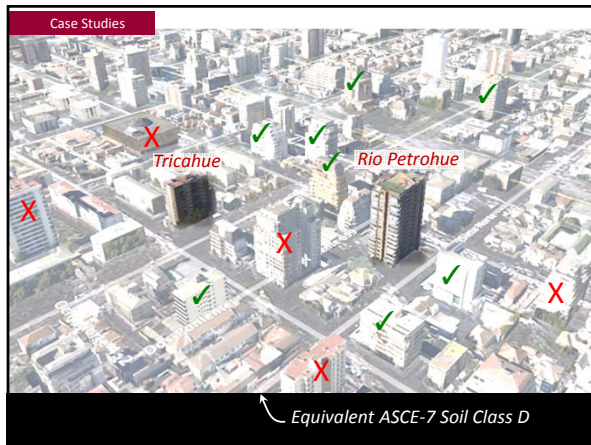 Case Studies
Tricahue
Rio Petrohue
Equivalent ASCE-7 Soil Class D